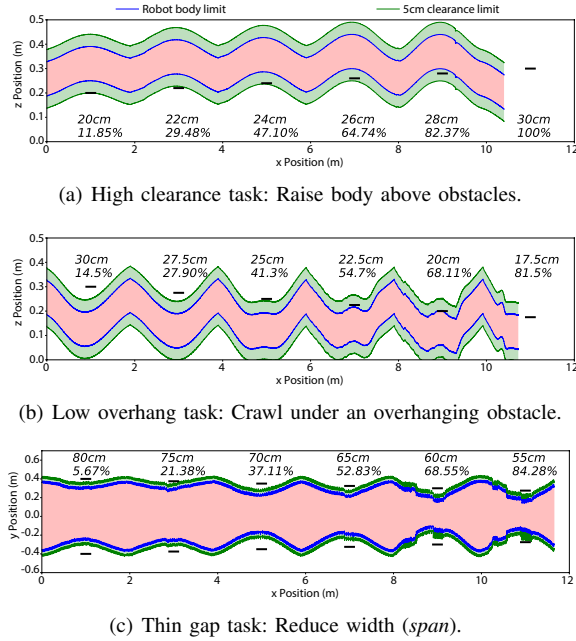 Robot body limit 5cm clearance limit
z Position (m)
0.5
0.4
0.3
0.2
0.1
0.0
20cm 22cm 24cm 26cm 28cm 30cm
11.85% 29.48% 47.10% 64.74% 82.37% 100%
0 2 4 6 8 10 12
x Position (m)
(a) High clearance task: Raise body above obstacles.
z Position (m)
0.5
0.4
0.3
0.2
0.1
0.0
30cm 27.5cm 25cm 22.5cm 20cm 17.5cm
14.5% 27.90% 41.3% 54.7% 68.11% 81.5%
0 2 4 6 8 10 12
x Position (m)
(b) Low overhang task: Crawl under an overhanging obstacle.
y Position (m)
0.6
0.4
0.2
0.0
-0.2
-0.4
-0.6
80cm 75cm 70cm 65cm 60cm 55cm
5.67% 21.38% 37.11% 52.83% 68.55% 84.28%
0 2 4 6 8 10 12
x Position (m)
(c) Thin gap task: Reduce width (span).